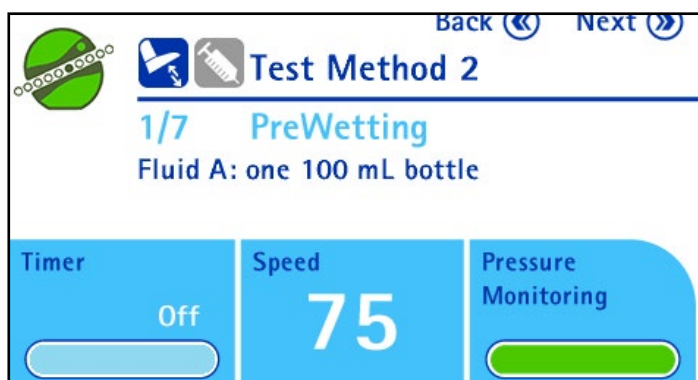 Back Next
Test Method 2
1/7 PreWetting
Fluid A: one 100 mL bottle
Timer Speed Pressure
Monitoring
Off 75